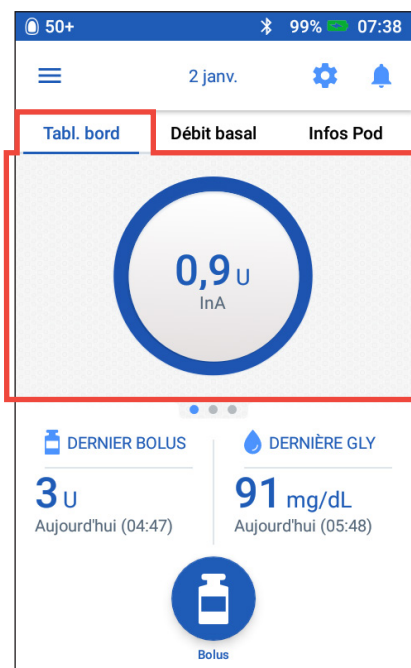 50+ 99% 07:38
2 janv.
Tabl. bord Débit basal Infos Pod
0,9 U
InA
DERNIER BOLUS DERNIÈRE GLY
3 U 91 mg/dL
Aujourd'hui (04:47) Aujourd'hui (05:48)
Bolus